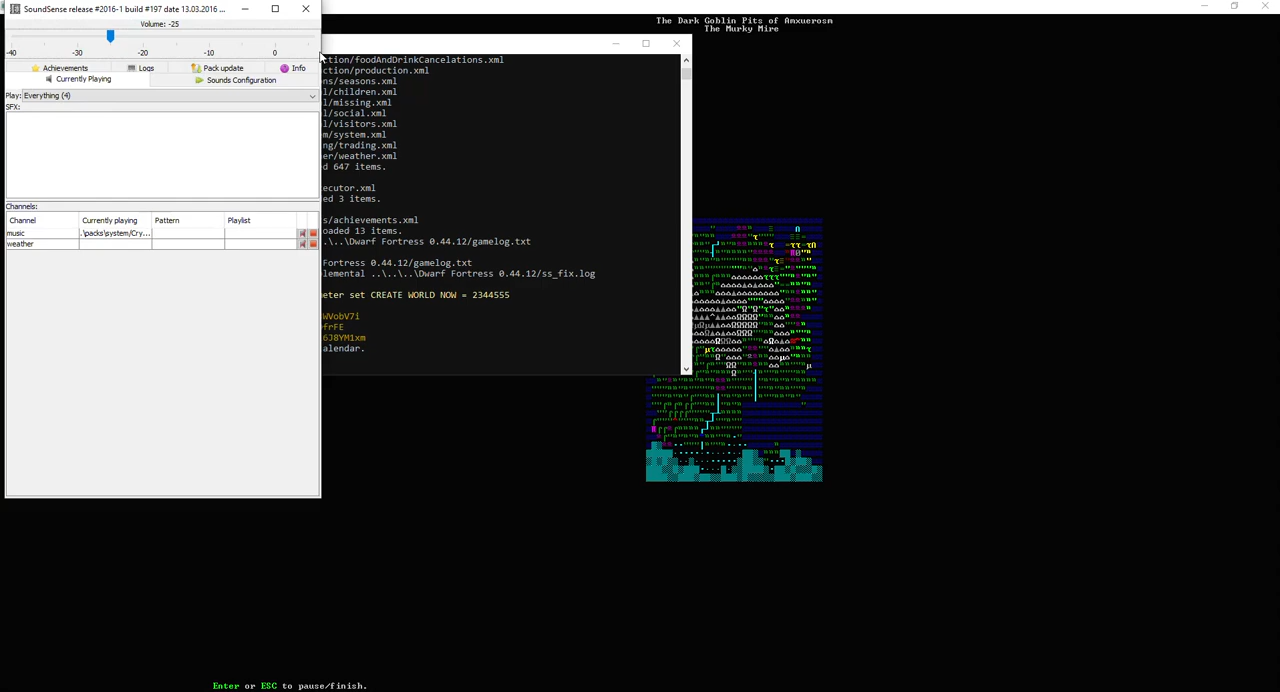 SoundSense release #2016-1 build #197 date 13.03.2016 ...
Volume: -25
-40 -30 -20 -10 0
Achievements Logs Pack update Info
Currently Playing Sounds Configuration
Play: Everything (4)
SFX:
Channels:
Channel Currently playing Pattern Playlist
music .\packs\system/Cry...
weather
The Dark Goblin Pits of Amxuerosm
The Murky Mire
ction/foodAndDrinkCancelations.xml
ction/production.xml
ns/seasons.xml
l/children.xml
l/missing.xml
l/social.xml
l/visitors.xml
m/system.xml
ng/trading.xml
er/weather.xml
d 647 items.
ecutor.xml
ed 3 items.
s/achievements.xml
oaded 13 items.
..\..\Dwarf Fortress 0.44.12/gamelog.txt
Fortress 0.44.12/gamelog.txt
lemental ..\..\..\Dwarf Fortress 0.44.12/ss_fix.log
meter set CREATE WORLD NOW = 2344555
WVobV7i
frFE
6J8YM1xm
alendar.
Enter or ESC to pause/finish.